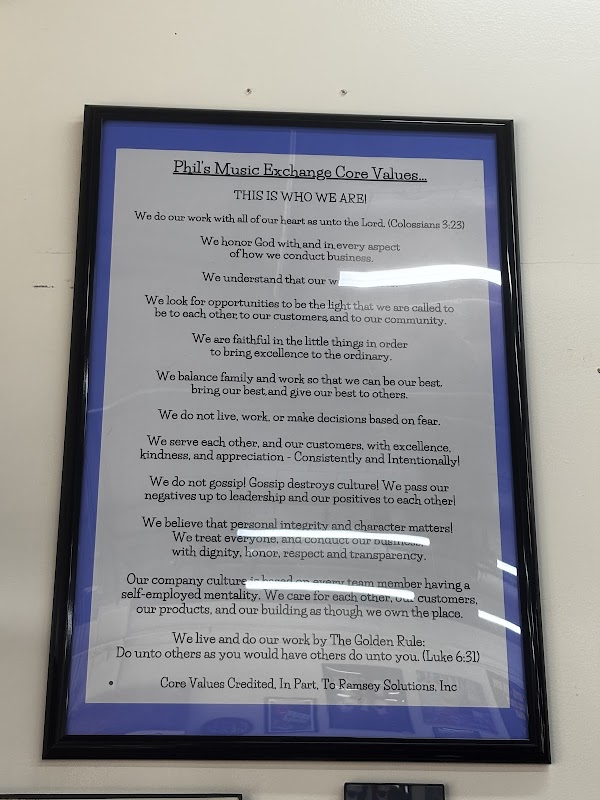 Phil's Music Exchange Core Values...
THIS IS WHO WE ARE!
We do our work with all of our heart as unto the Lord. (Colossians 3:23)
We honor God with and in every aspect
of how we conduct business.
We understand that our
We look for opportunities to be the light that we are called to
be to each other, to our customers, and to our community.
We are faithful in the little things in order
to bring excellence to the ordinary.
We balance family and work so that we can be our best,
bring our best, and give our best to others.
We do not live, work, or make decisions based on fear.
We serve each other, and our customers, with excellence,
kindness, and appreciation - Consistently and Intentionally!
We do not gossip! Gossip destroys culture! We pass our
negatives up to leadership and our positives to each other!
We believe that personal integrity and character matters!
We treat everyone, and conduct our business,
with dignity, honor, respect and transparency.
Our company culture is based on every team member having a
self-employed mentality. We care for each other, our customers,
our products, and our building as though we own the place.
We live and do our work by The Golden Rule:
Do unto others as you would have others do unto you. (Luke 6:31)
• Core Values Credited, In Part, To Ramsey Solutions, Inc